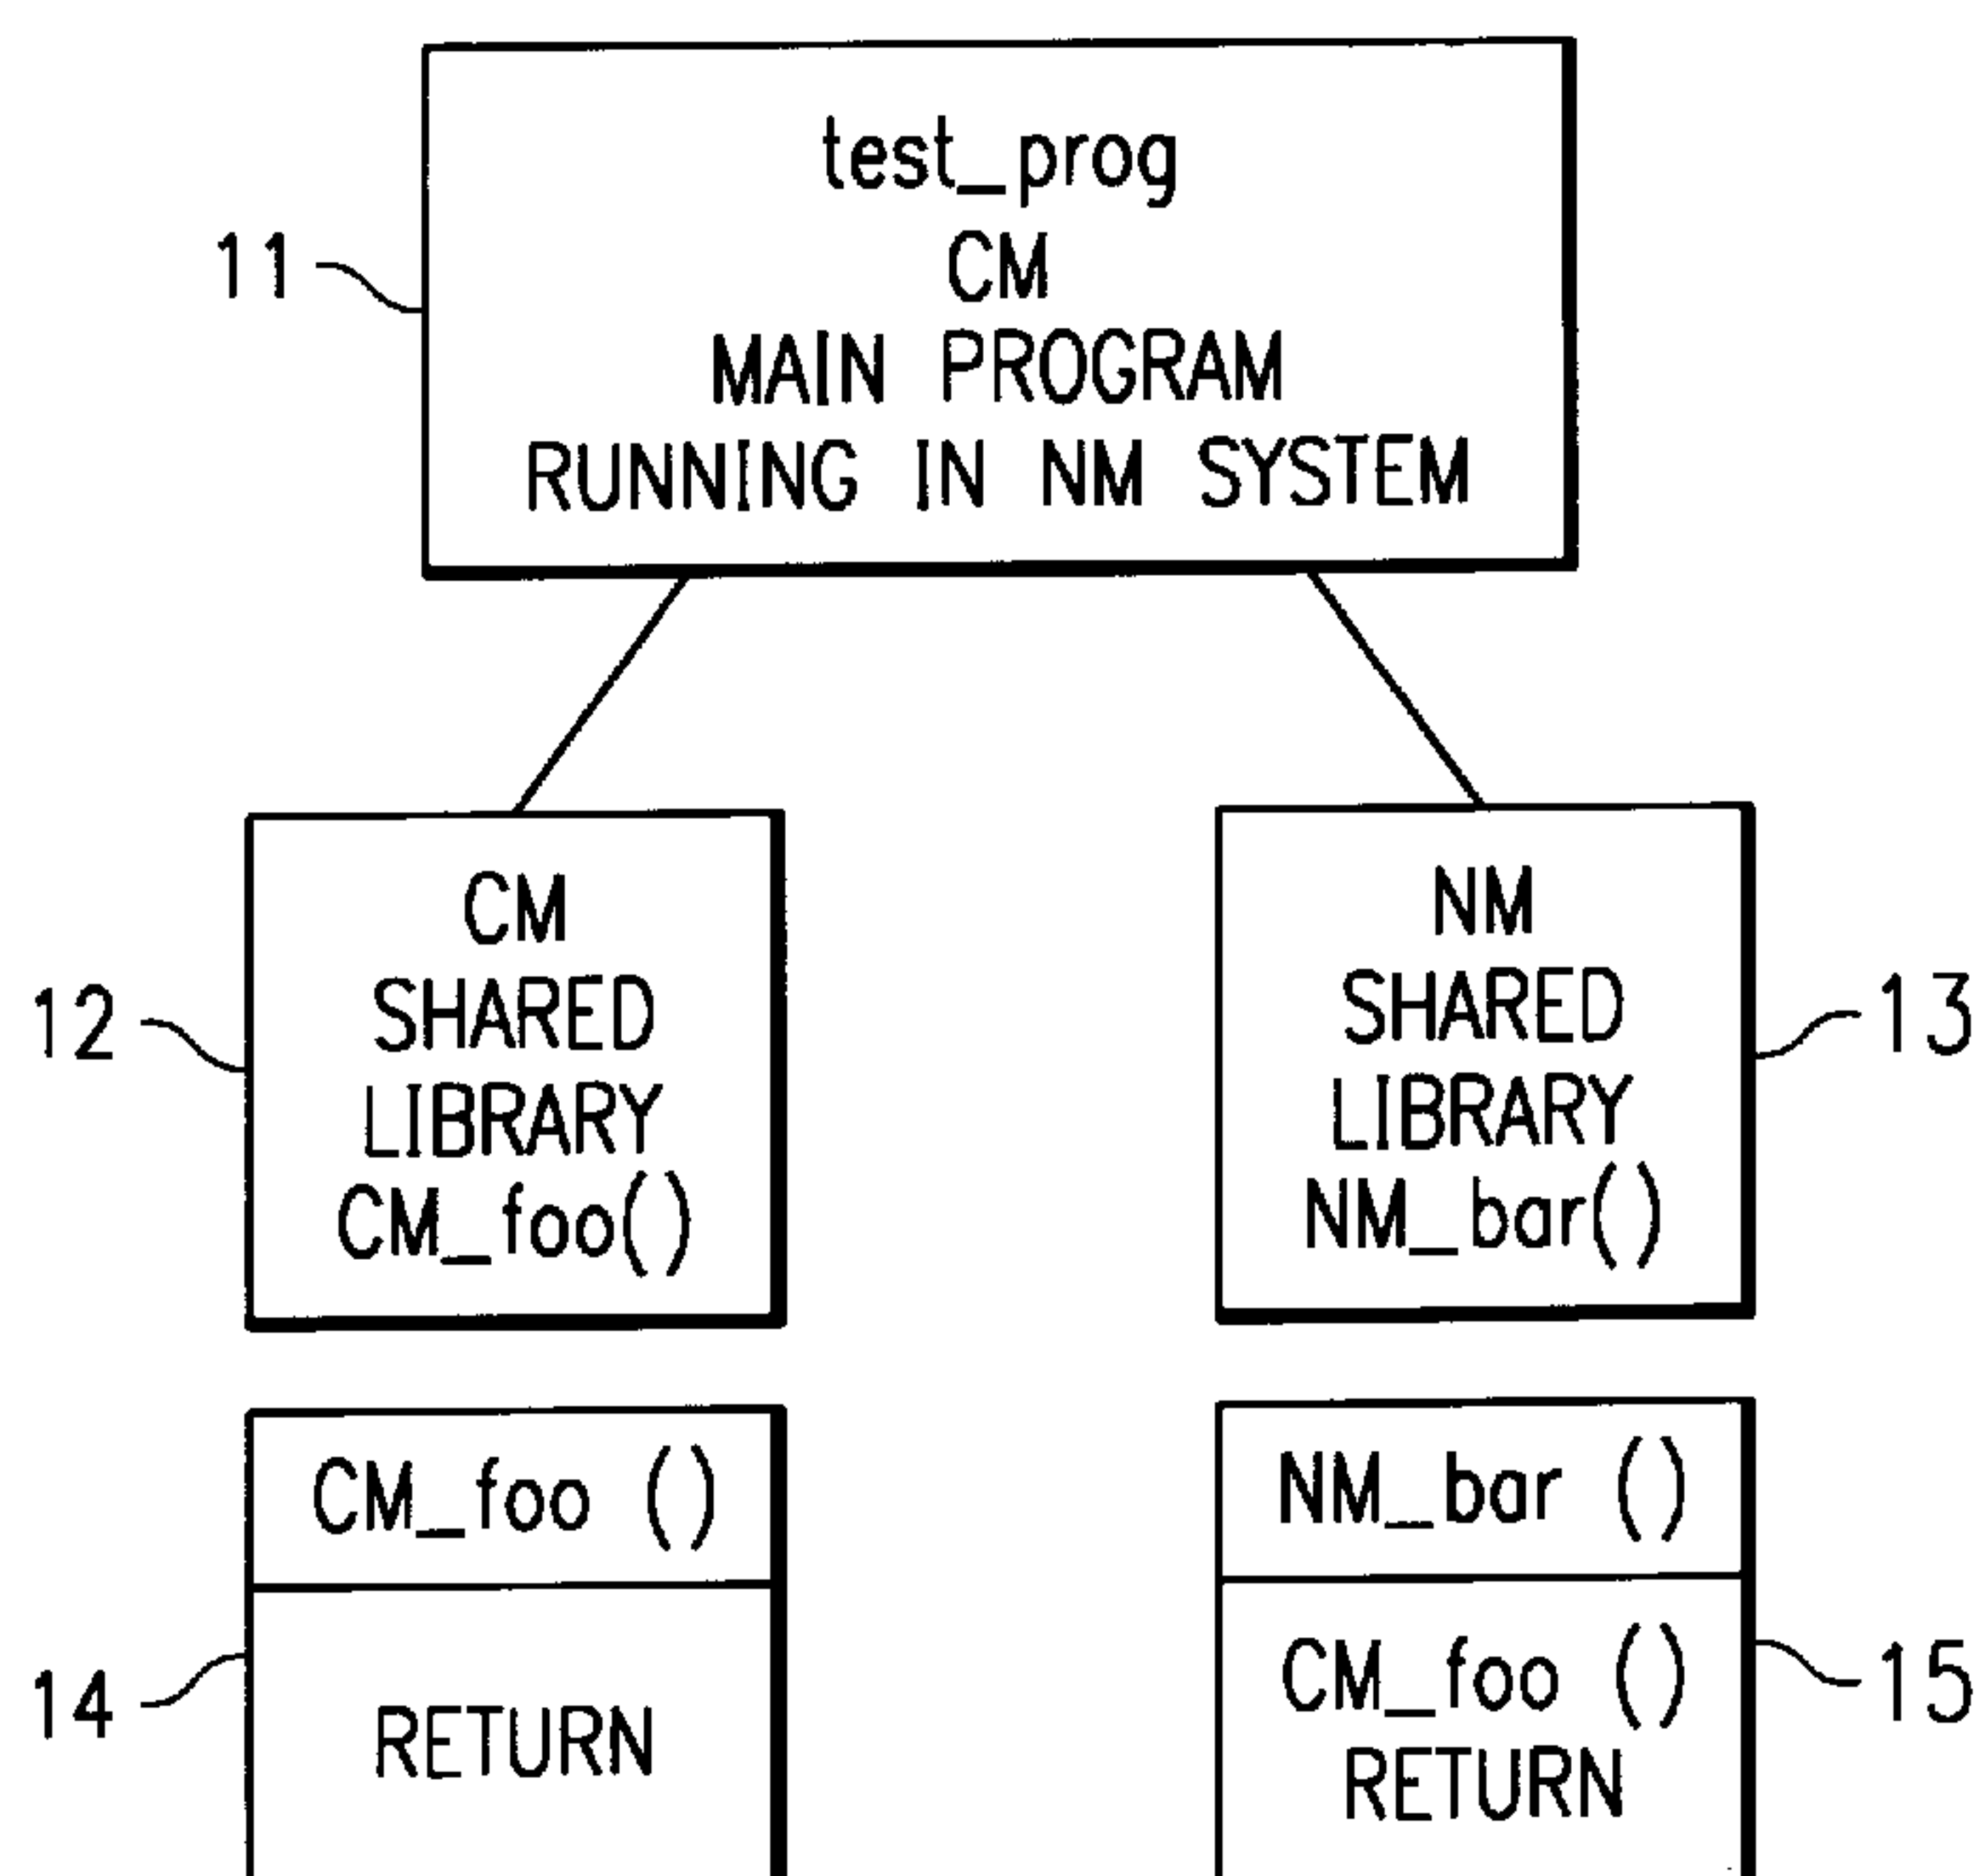 test_prog
CM
MAIN PROGRAM
RUNNING IN NM SYSTEM
11
CM
SHARED
LIBRARY
CM_foo()
12
NM
SHARED
LIBRARY
NM_bar()
13
CM_foo ()
RETURN
14
NM_bar ()
CM_foo ()
RETURN
15